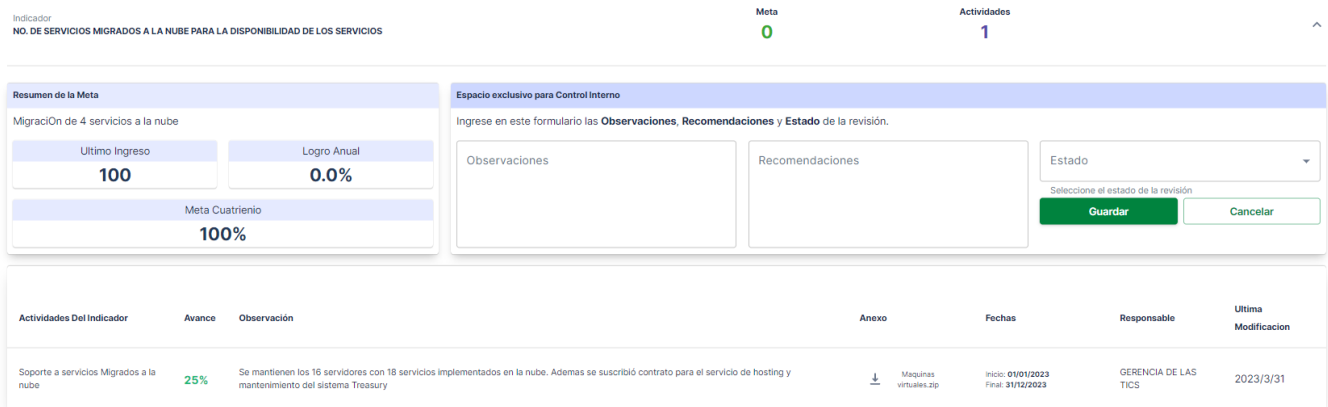 Indicador
NO. DE SERVICIOS MIGRADOS A LA NUBE PARA LA DISPONIBILIDAD DE LOS SERVICIOS
Meta
0
Actividades
1
Resumen de la Meta
MigraciOn de 4 servicios a la nube
Ultimo Ingreso
100
Logro Anual
0.0%
Meta Cuatrienio
100%
Espacio exclusivo para Control Interno
Ingrese en este formulario las Observaciones, Recomendaciones y Estado de la revisión.
Observaciones
Recomendaciones
Estado
Seleccione el estado de la revisión
Guardar
Cancelar
Actividades Del Indicador
Avance
Observación
Anexo
Fechas
Responsable
Ultima
Modificacion
Soporte a servicios Migrados a la
nube
25%
Se mantienen los 16 servidores con 18 servicios implementados en la nube. Ademas se suscribió contrato para el servicio de hosting y
mantenimiento del sistema Treasury
Maquinas
virtuales.zip
Inicio: 01/01/2023
Final: 31/12/2023
GERENCIA DE LAS
TICS
2023/3/31